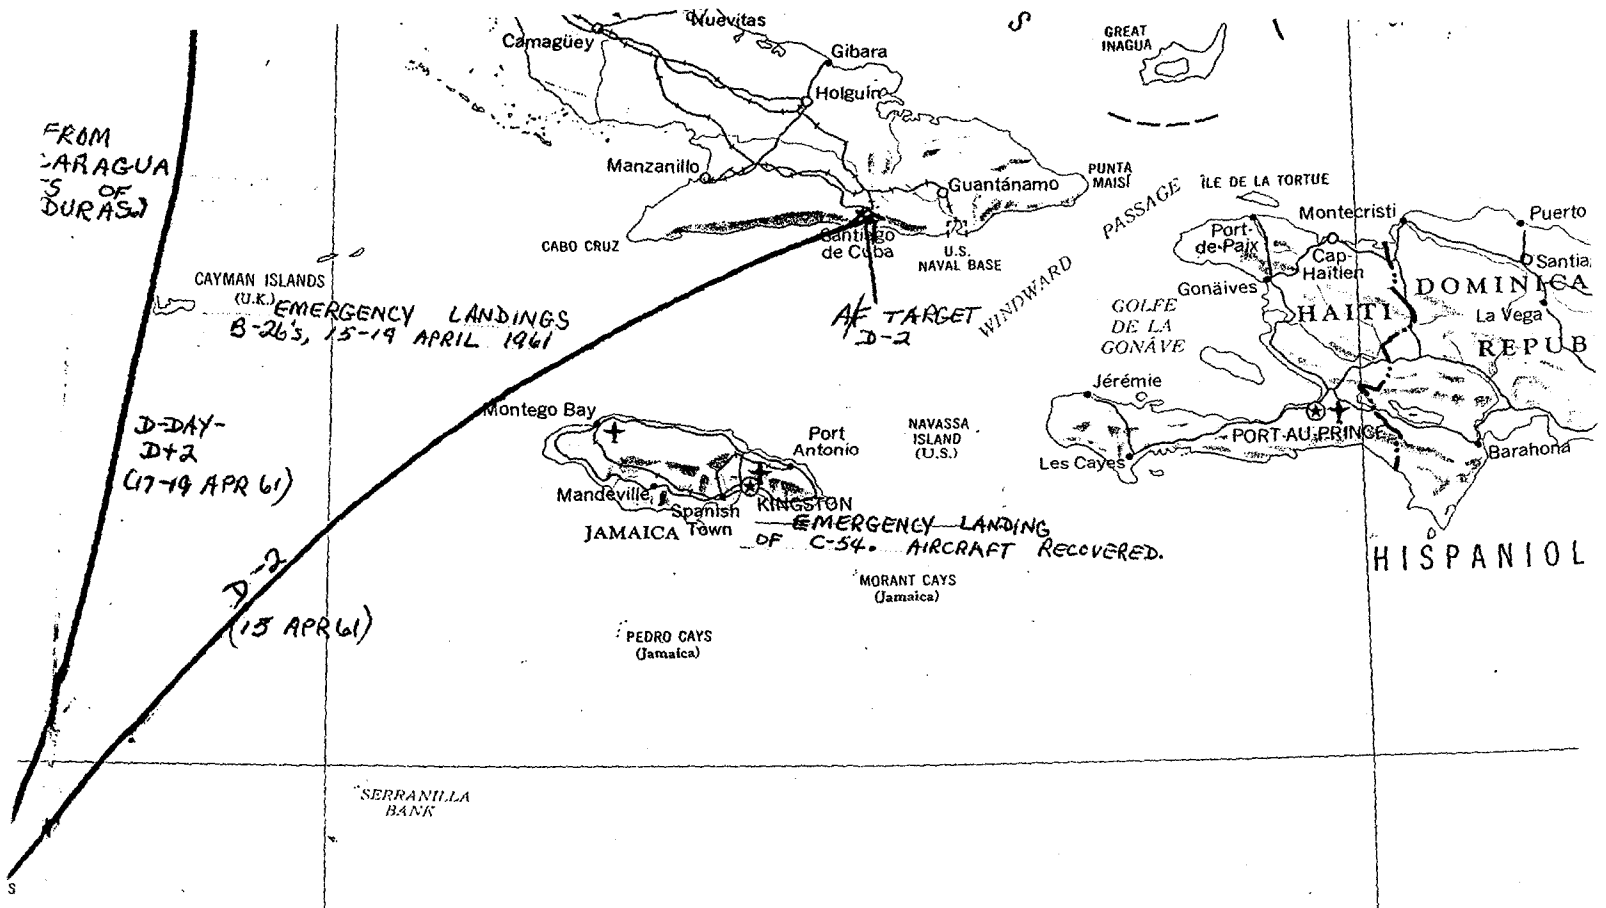 Nuevitas
Camagüey
Gibara
Holguín
GREAT
INAGUA
S
FROM
ARAGUA
S OF
DURAS
Manzanillo
Guantánamo
PUNTA
MAISÍ
CABO CRUZ
Santiago
de Cuba
U.S.
NAVAL BASE
WINDWARD
PASSAGE
ÎLE DE LA TORTUE
Montecristi
Puerto
Port-
de-Paix
Cap-
Haïtien
Santia
Gonaïves
DOMINICA
REPUB
La Vega
HAITI
GOLFE
DE LA
GONÂVE
CAYMAN ISLANDS
(U.K.)
EMERGENCY LANDINGS
B-26's, 15-19 APRIL 1961
A/F TARGET
D-2
Jérémie
Montego Bay
D-DAY-
D+2
(17-19 APR 61)
Port
Antonio
NAVASSA
ISLAND
(U.S.)
PORT-AU-PRINCE
Les Cayes
Barahona
Mandeville
Spanish
Town
KINGSTON
JAMAICA
EMERGENCY LANDING
OF C-54. AIRCRAFT RECOVERED.
HISPANIOL
D-2
(15 APR 61)
MORANT CAYS
(Jamaica)
PEDRO CAYS
(Jamaica)
SERRANILLA
BANK
S